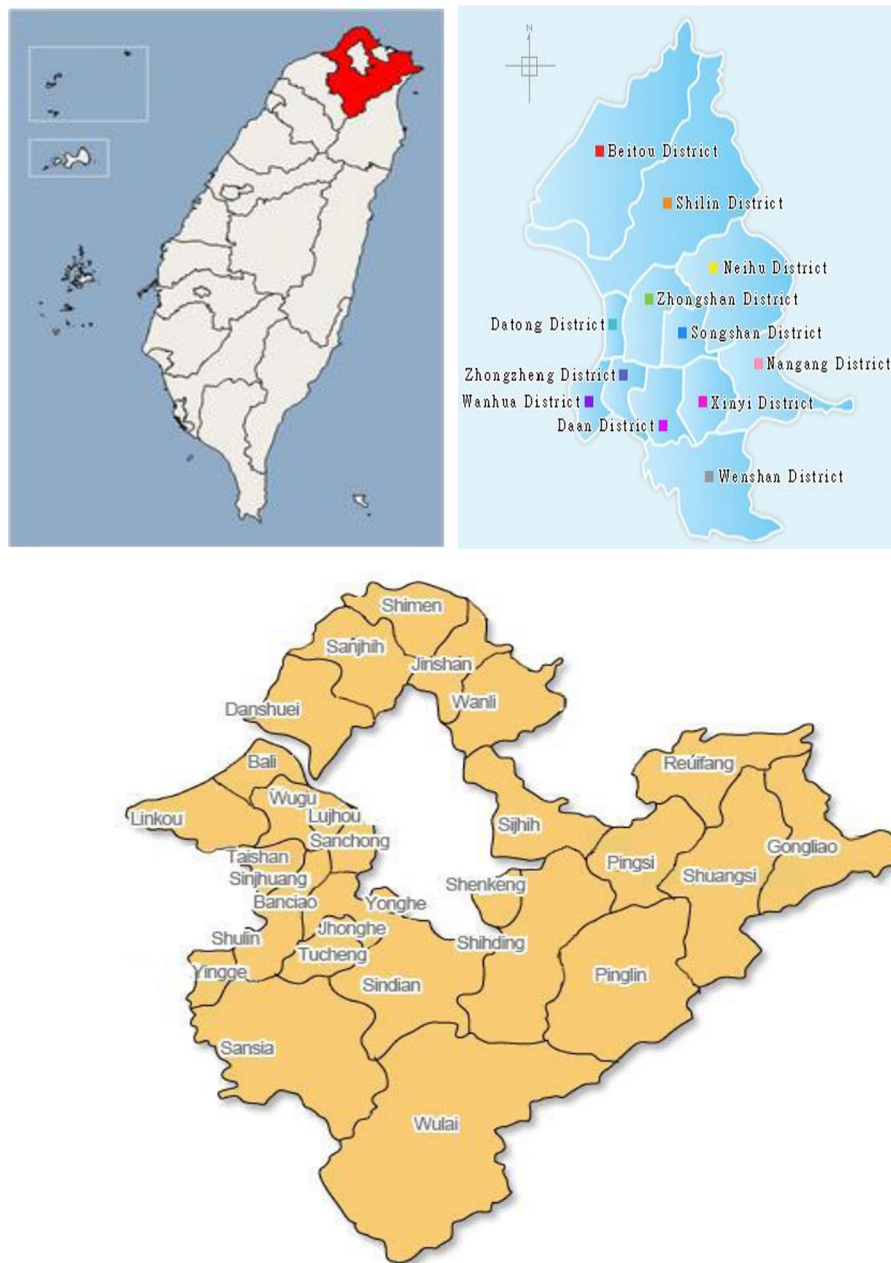 N
Beitou District
Shilin District
Neihu District
Zhongshan District
Datong District
Songshan District
Nangang District
Zhongzheng District
Wanhua District
Xinyi District
Daan District
Wenshan District
Shimen
Sanjhih
Jinshan
Wanli
Danshuei
Bali
Reuifang
Wugu
Linkou
Lujhou
Sijhih
Sanchong
Gongliao
Taishan
Pingsi
Shuangsi
Sinjhuang
Shenkeng
Banciao
Yonghe
Jhonghe
Shulin
Shihding
Tucheng
Yingge
Sindian
Pinglin
Sansia
Wulai